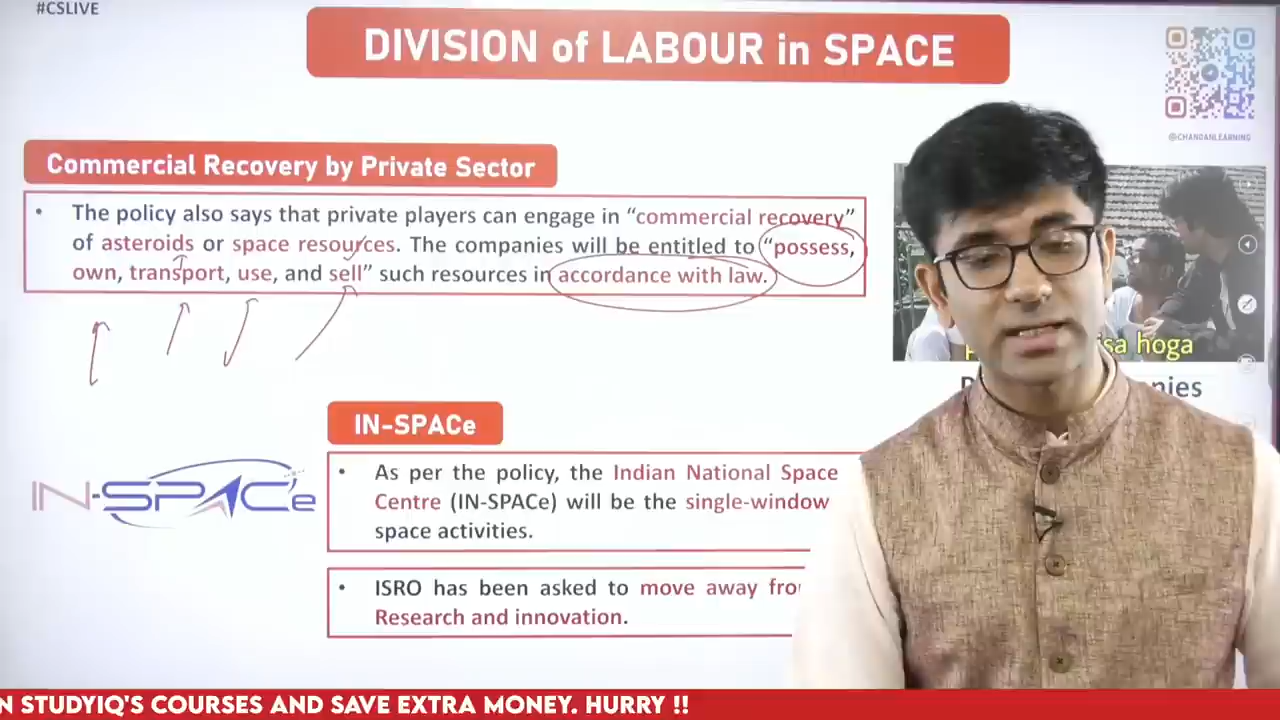 #CSLIVE
DIVISION of LABOUR in SPACE
@CHANDANLEARNING
Commercial Recovery by Private Sector
• The policy also says that private players can engage in “commercial recovery”
of asteroids or space resources. The companies will be entitled to “possess,
own, transport, use, and sell” such resources in accordance with law.
isa hoga
nies
IN-SPACe
IN-SPACe
• As per the policy, the Indian National Space
Centre (IN-SPACe) will be the single-window
space activities.
• ISRO has been asked to move away fro
Research and innovation.
N STUDYIQ'S COURSES AND SAVE EXTRA MONEY. HURRY !!